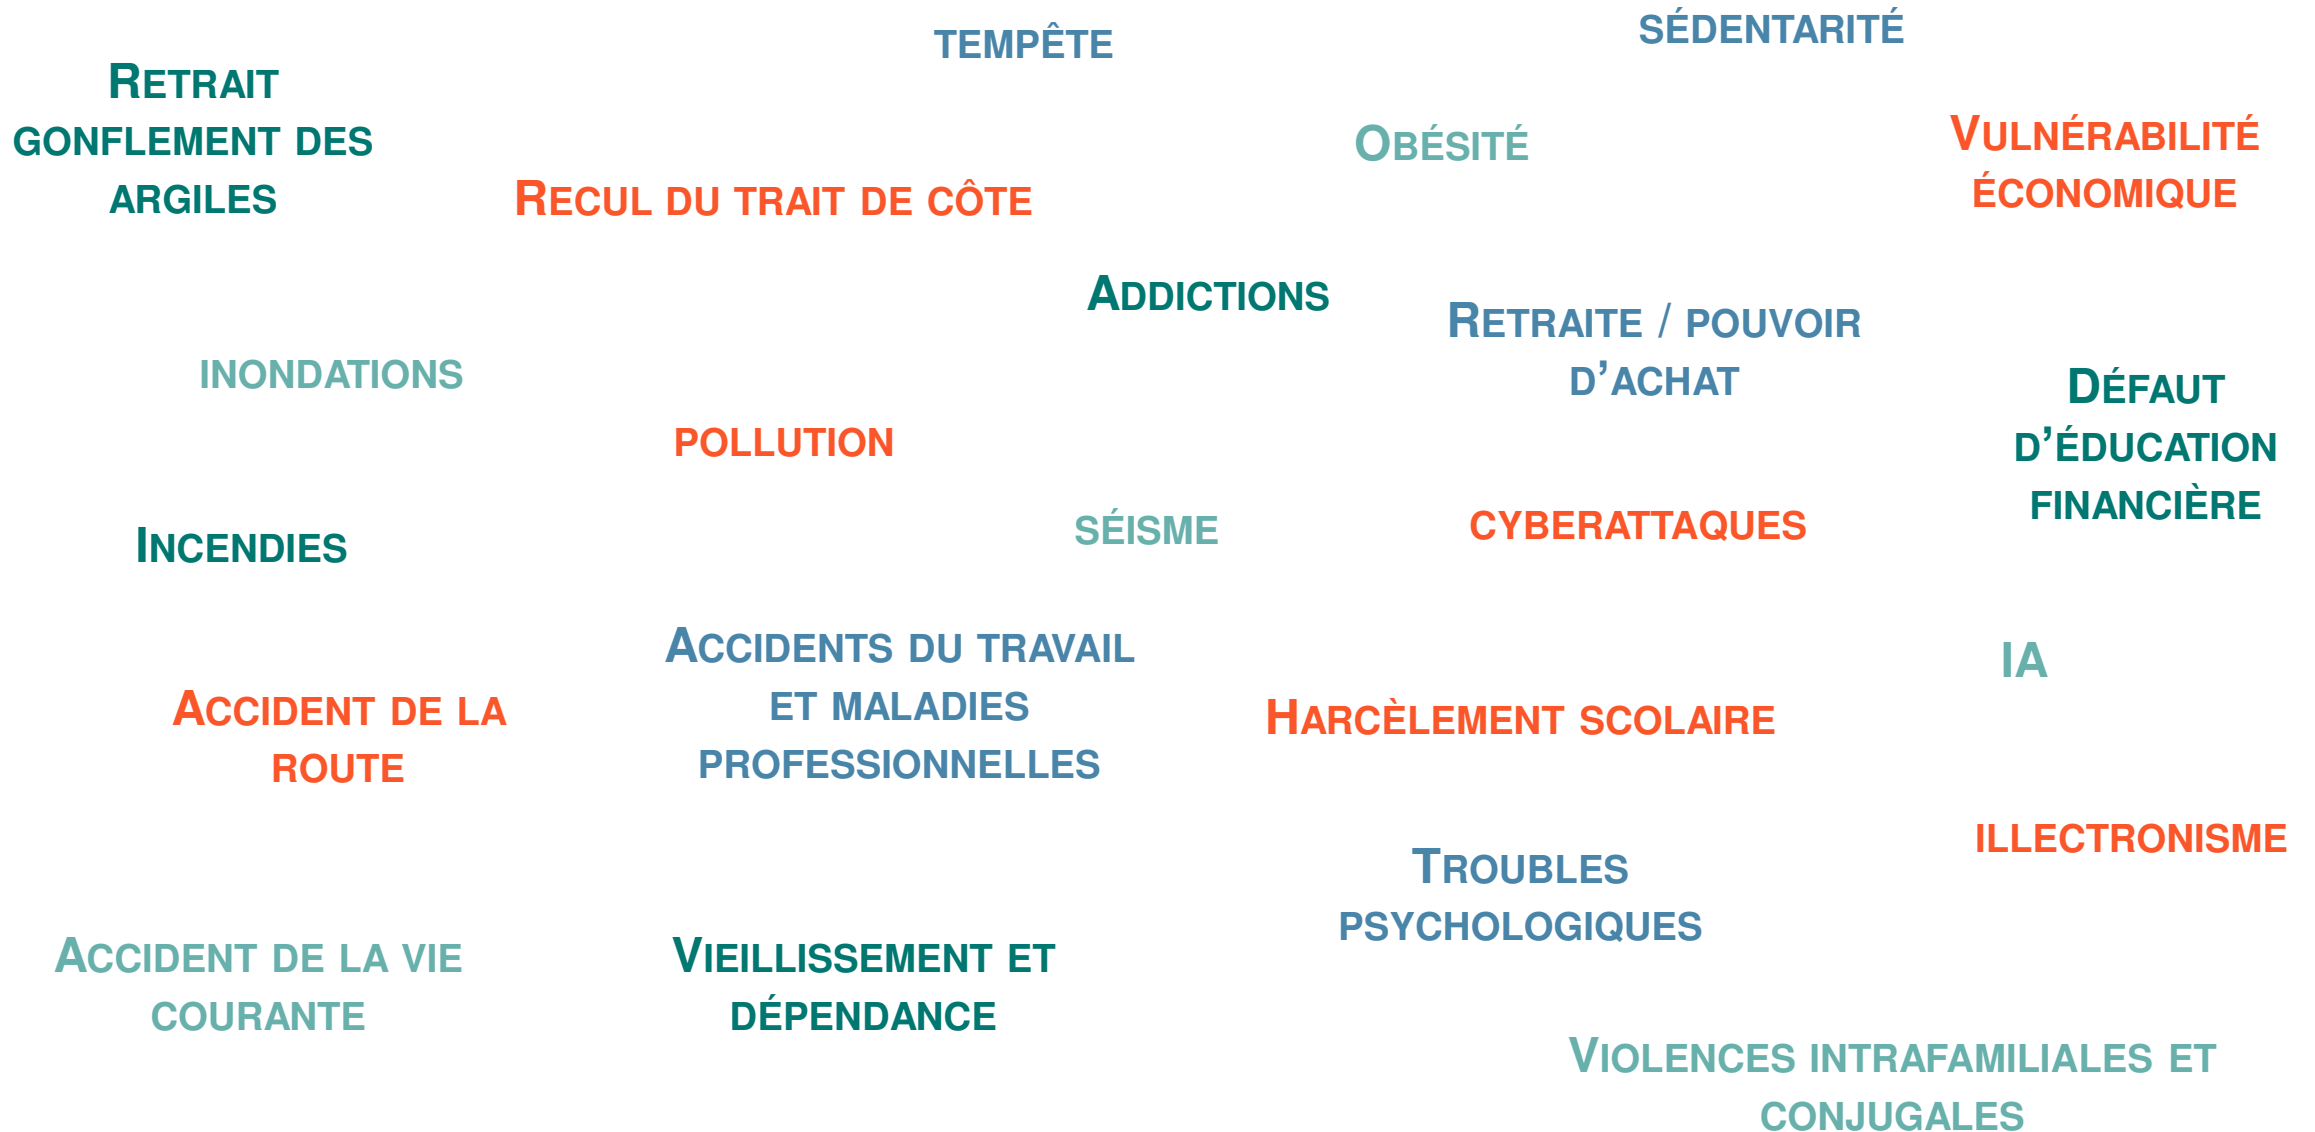 TEMPÊTE
SÉDENTARITÉ
RETRAIT
GONFLEMENT DES
ARGILES
OBÉSITÉ
VULNÉRABILITÉ
ÉCONOMIQUE
RECUL DU TRAIT DE CÔTE
ADDICTIONS
RETRAITE / POUVOIR
D’ACHAT
INONDATIONS
DÉFAUT
D’ÉDUCATION
FINANCIÈRE
POLLUTION
SÉISME
CYBERATTAQUES
INCENDIES
ACCIDENTS DU TRAVAIL
ET MALADIES
PROFESSIONNELLES
IA
ACCIDENT DE LA
ROUTE
HARCÈLEMENT SCOLAIRE
ILLECTRONISME
TROUBLES
PSYCHOLOGIQUES
ACCIDENT DE LA VIE
COURANTE
VIEILLISSEMENT ET
DÉPENDANCE
VIOLENCES INTRAFAMILIALES ET
CONJUGALES